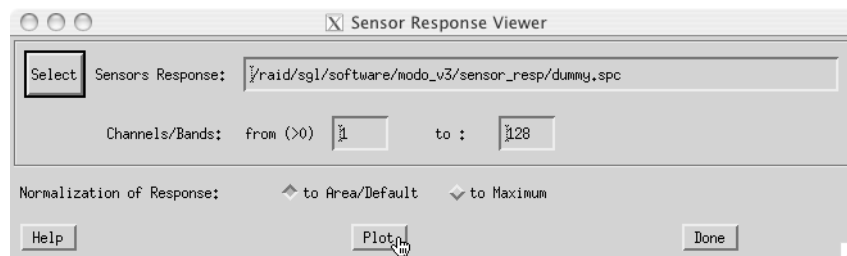 X Sensor Response Viewer
Select Sensors Response: /raid/sgl/software/modo_v3/sensor_resp/dummy.spc
Channels/Bands: from (>0) 1 to : 128
Normalization of Response: to Area/Default to Maximum
Help Plot Done